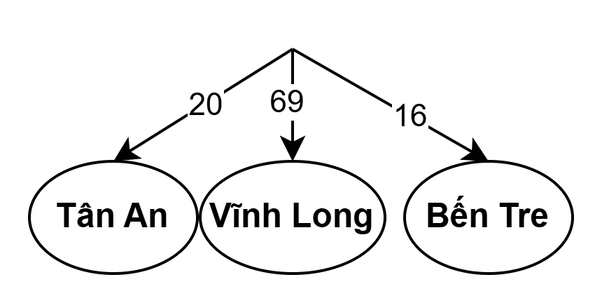 20
69
16
Tân An
Vĩnh Long
Bến Tre